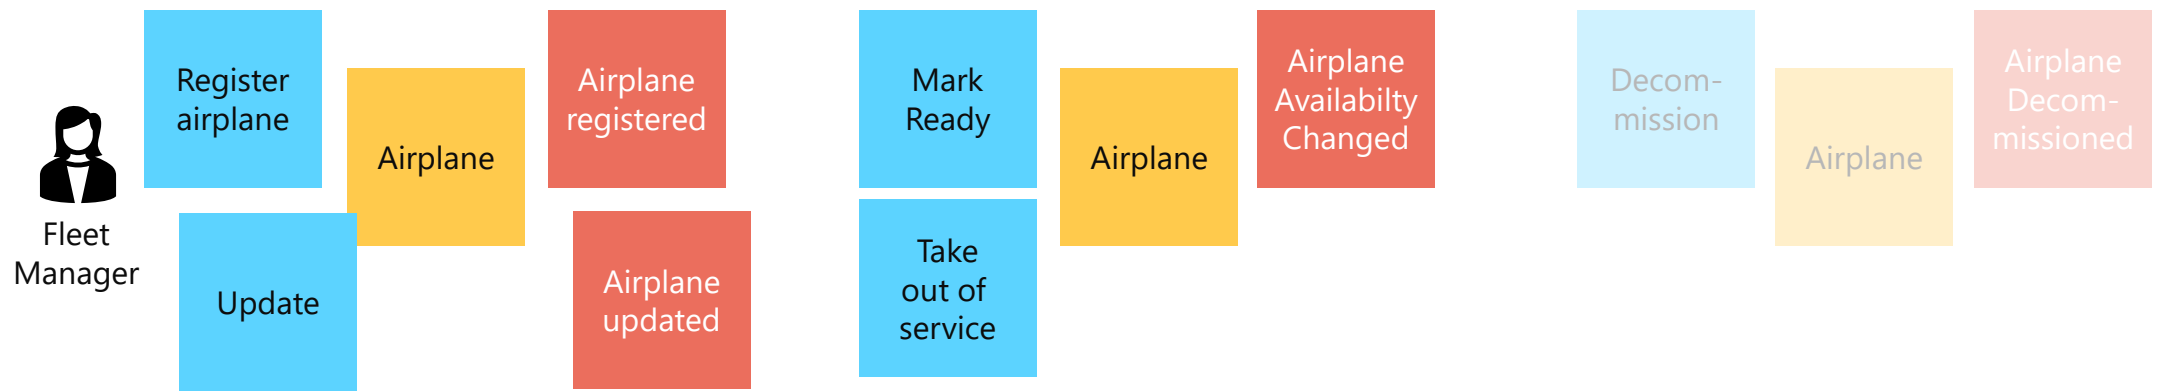 Fleet
Manager
Register
airplane
Update
Airplane
Airplane
registered
Airplane
updated
Mark
Ready
Take
out of
service
Airplane
Airplane
Availabilty
Changed
Decom-
mission
Airplane
Airplane
Decom-
missioned